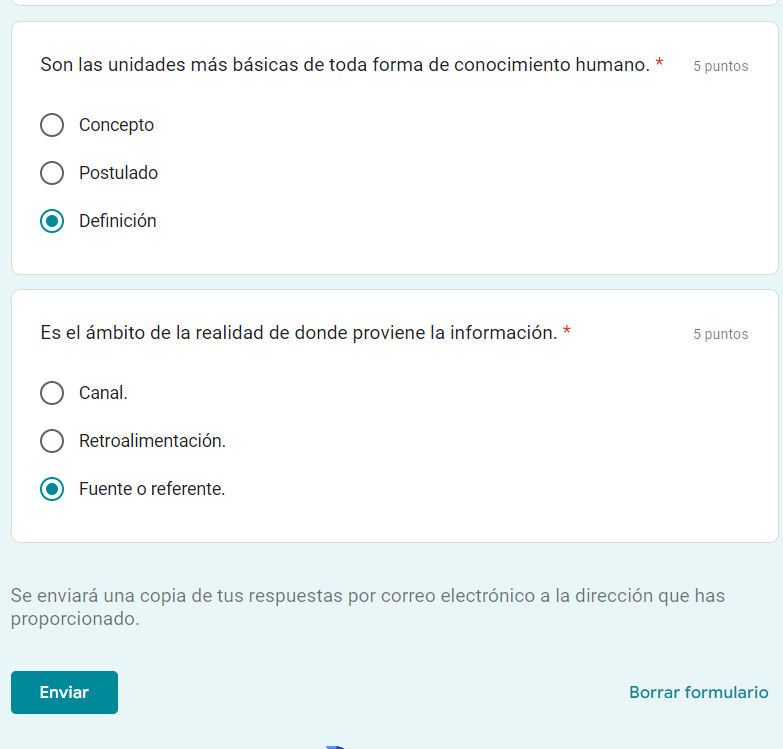 Son las unidades más básicas de toda forma de conocimiento humano. * 5 puntos
Concepto
Postulado
Definición
Es el ámbito de la realidad de donde proviene la información. * 5 puntos
Canal.
Retroalimentación.
Fuente o referente.
Se enviará una copia de tus respuestas por correo electrónico a la dirección que has
proporcionado.
Enviar Borrar formulario